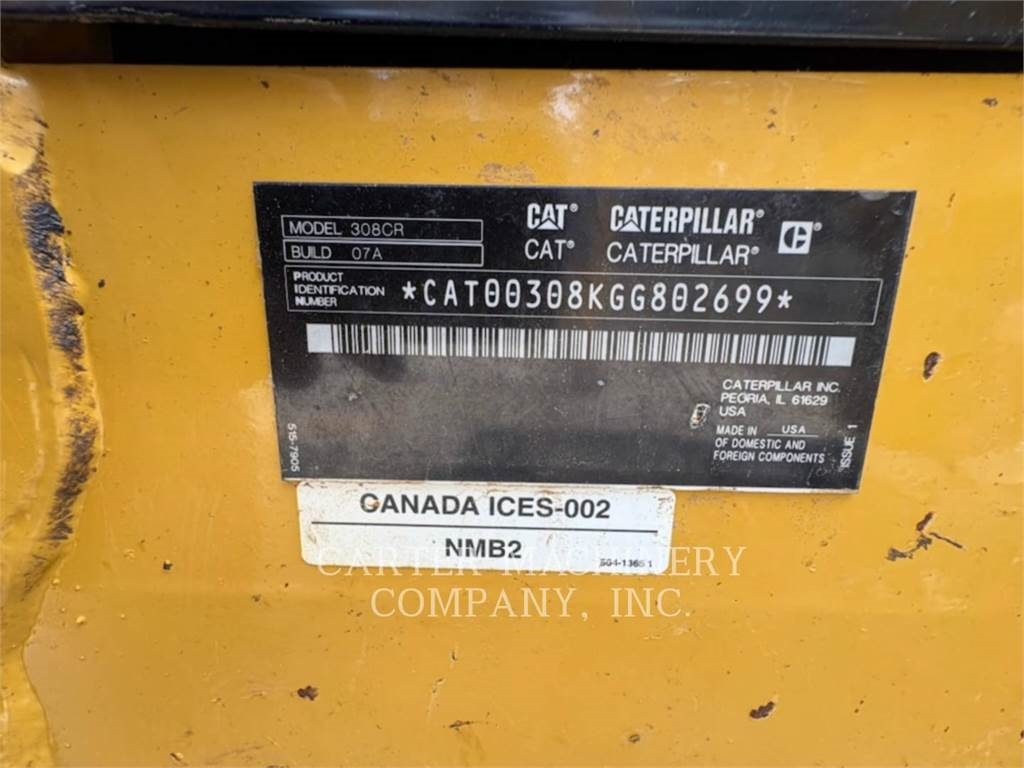 MODEL 308CR
BUILD 07A
CAT® CATERPILLAR®
CAT® CATERPILLAR®
PRODUCT
IDENTIFICATION
NUMBER
*CAT00308KGG802699*
CATERPILLAR INC.
PEORIA, IL 61629
USA
MADE IN USA
OF DOMESTIC AND
FOREIGN COMPONENTS
515-7905
ISSUE 1
CANADA ICES-002
NMB2
CARTER MACHINERY
COMPANY, INC.